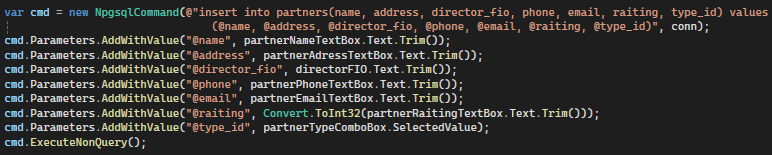 var cmd = new NpgsqlCommand(@"insert into partners(name, address, director_fio, phone, email, raiting, type_id) values
(@name, @address, @director_fio, @phone, @email, @raiting, @type_id)", conn);
cmd.Parameters.AddWithValue("@name", partnerNameTextBox.Text.Trim());
cmd.Parameters.AddWithValue("@address", partnerAdressTextBox.Text.Trim());
cmd.Parameters.AddWithValue("@director_fio", directorFIO.Text.Trim());
cmd.Parameters.AddWithValue("@phone", partnerPhoneTextBox.Text.Trim());
cmd.Parameters.AddWithValue("@email", partnerEmailTextBox.Text.Trim());
cmd.Parameters.AddWithValue("@raiting", Convert.ToInt32(partnerRaitingTextBox.Text.Trim()));
cmd.Parameters.AddWithValue("@type_id", partnerTypeComboBox.SelectedValue);
cmd.ExecuteNonQuery();